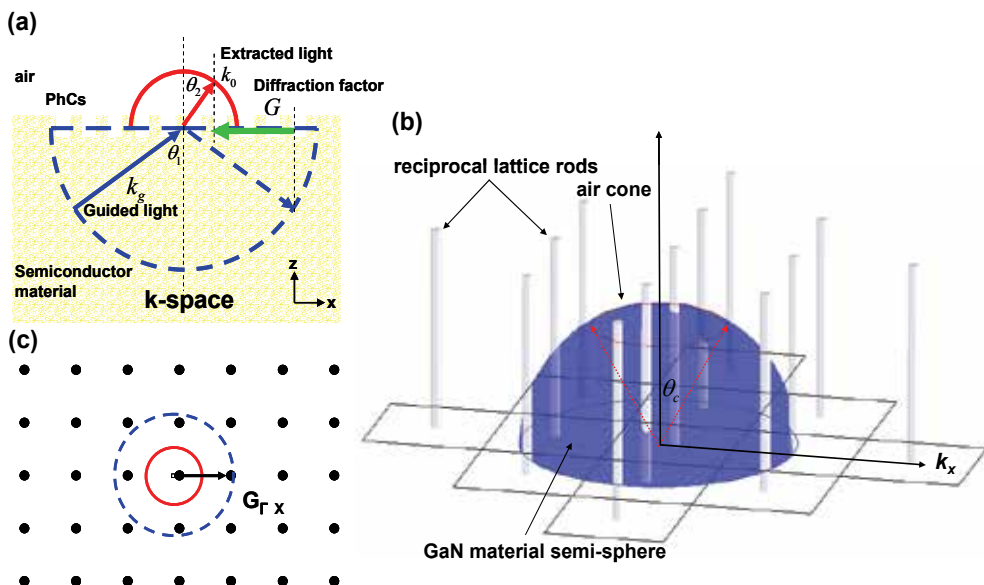 (a)
Extracted light
air
θ2
k0
Diffraction factor
PhCs
G
θ1
kg
Guided light
Semiconductor
material
z
x
k-space
(b)
reciprocal lattice rods
air cone
θc
kx
GaN material semi-sphere
(c)
GΓ x